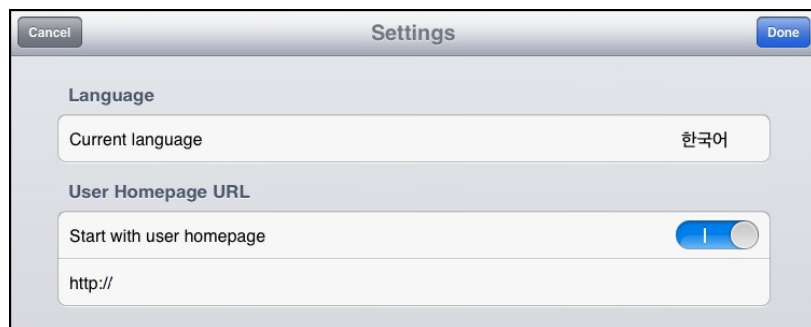 Cancel Settings Done
Language
Current language 한국어
User Homepage URL
Start with user homepage
http://